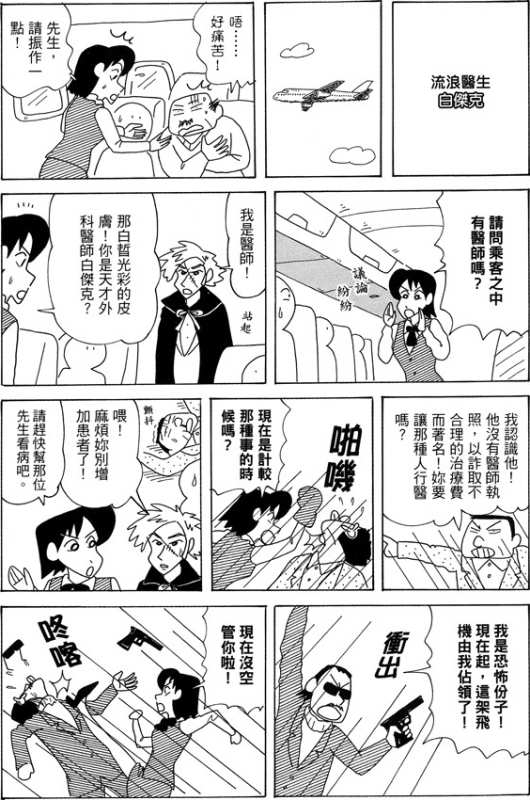 流浪醫生
白傑克
唔……
好痛苦！
先生，
請振作一
點！
請問乘客之中
有醫師嗎？
議論
紛紛
我是醫師！
站起
那白皙光彩的皮
膚！你是天才外
科醫師白傑克？
我認識他！
他沒有醫師執
照，以詐取不
合理的治療費
而著名！妳要
讓那種人行醫
嗎？
啪嘰
現在是計較
那種事的時
候嗎？
顫抖
喂！
麻煩妳別增
加患者了！
請趕快幫那位
先生看病吧。
我是恐怖份子！
現在起，這架飛
機由我佔領了！
衝出
現在沒空
管你啦！
咚喀